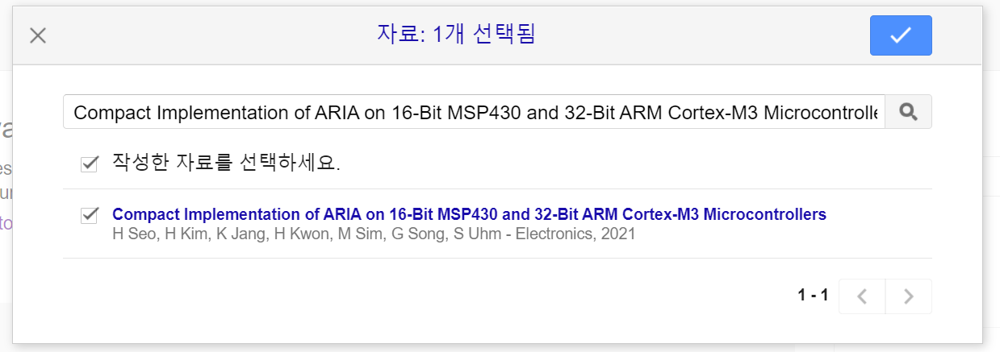 자료: 1개 선택됨
Compact Implementation of ARIA on 16-Bit MSP430 and 32-Bit ARM Cortex-M3 Microcontrolle
작성한 자료를 선택하세요.
Compact Implementation of ARIA on 16-Bit MSP430 and 32-Bit ARM Cortex-M3 Microcontrollers
H Seo, H Kim, K Jang, H Kwon, M Sim, G Song, S Uhm - Electronics, 2021
1 - 1